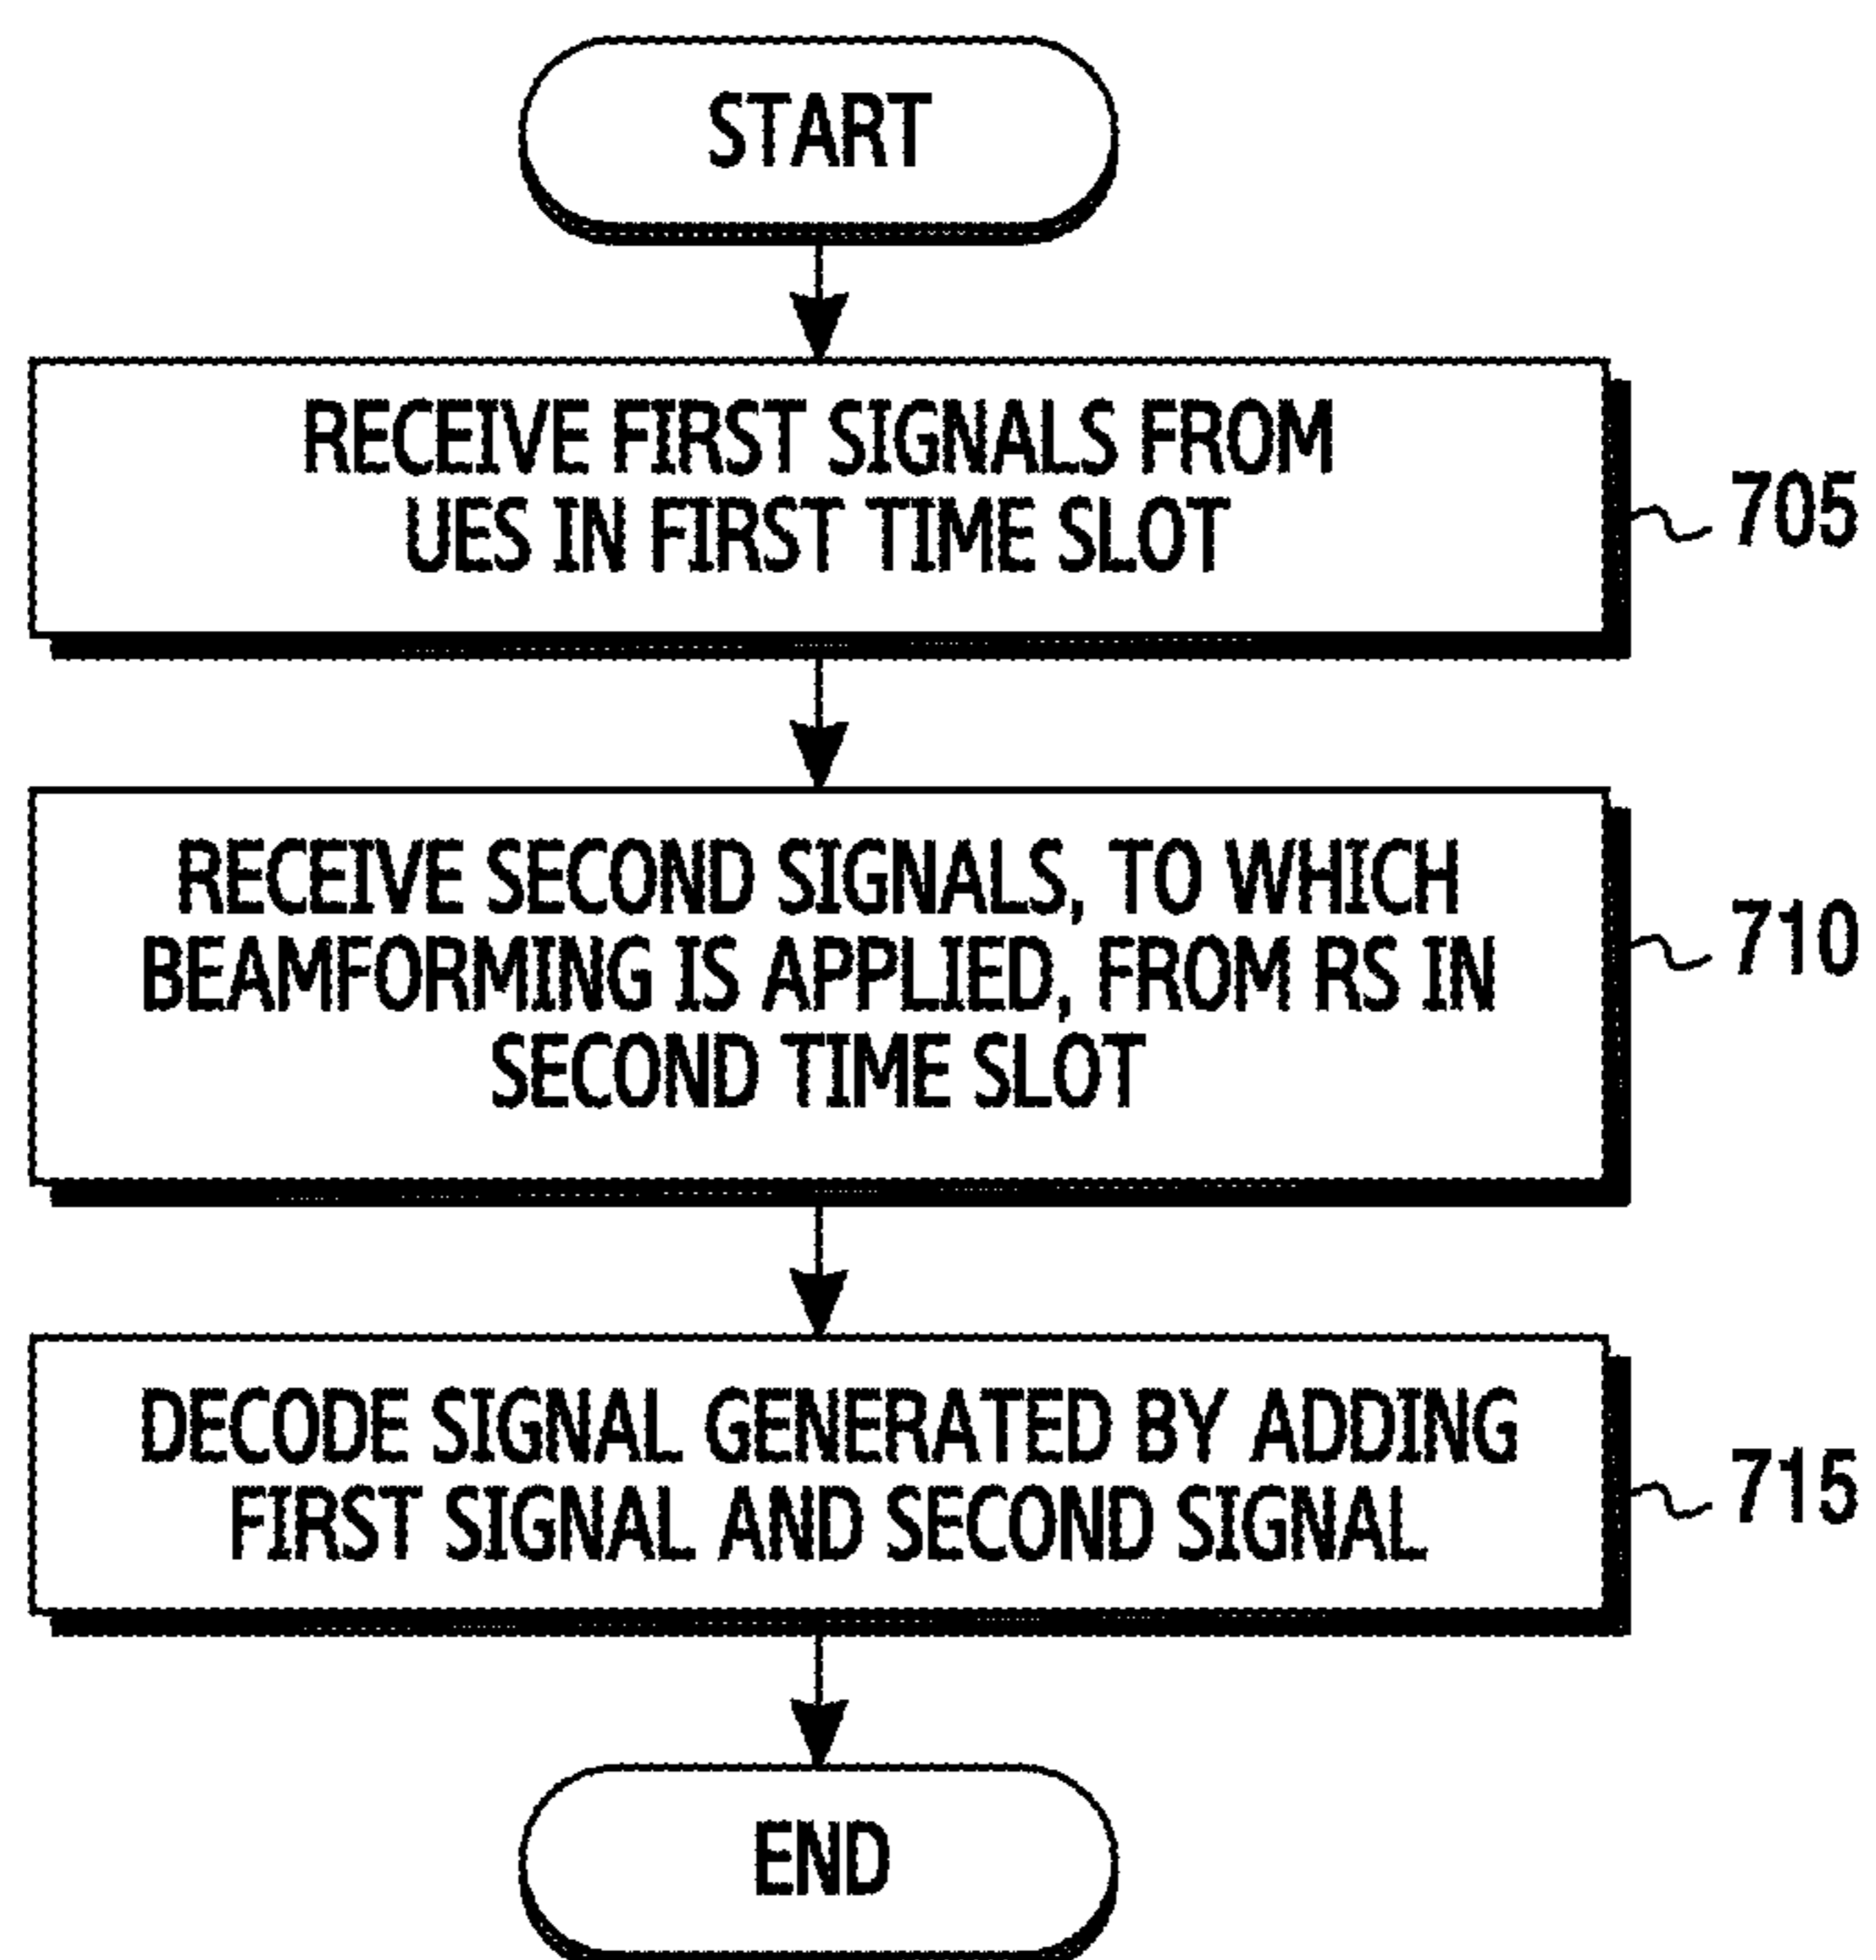 START
RECEIVE FIRST SIGNALS FROM
UES IN FIRST TIME SLOT
705
RECEIVE SECOND SIGNALS, TO WHICH
BEAMFORMING IS APPLIED, FROM RS IN
SECOND TIME SLOT
710
DECODE SIGNAL GENERATED BY ADDING
FIRST SIGNAL AND SECOND SIGNAL
715
END